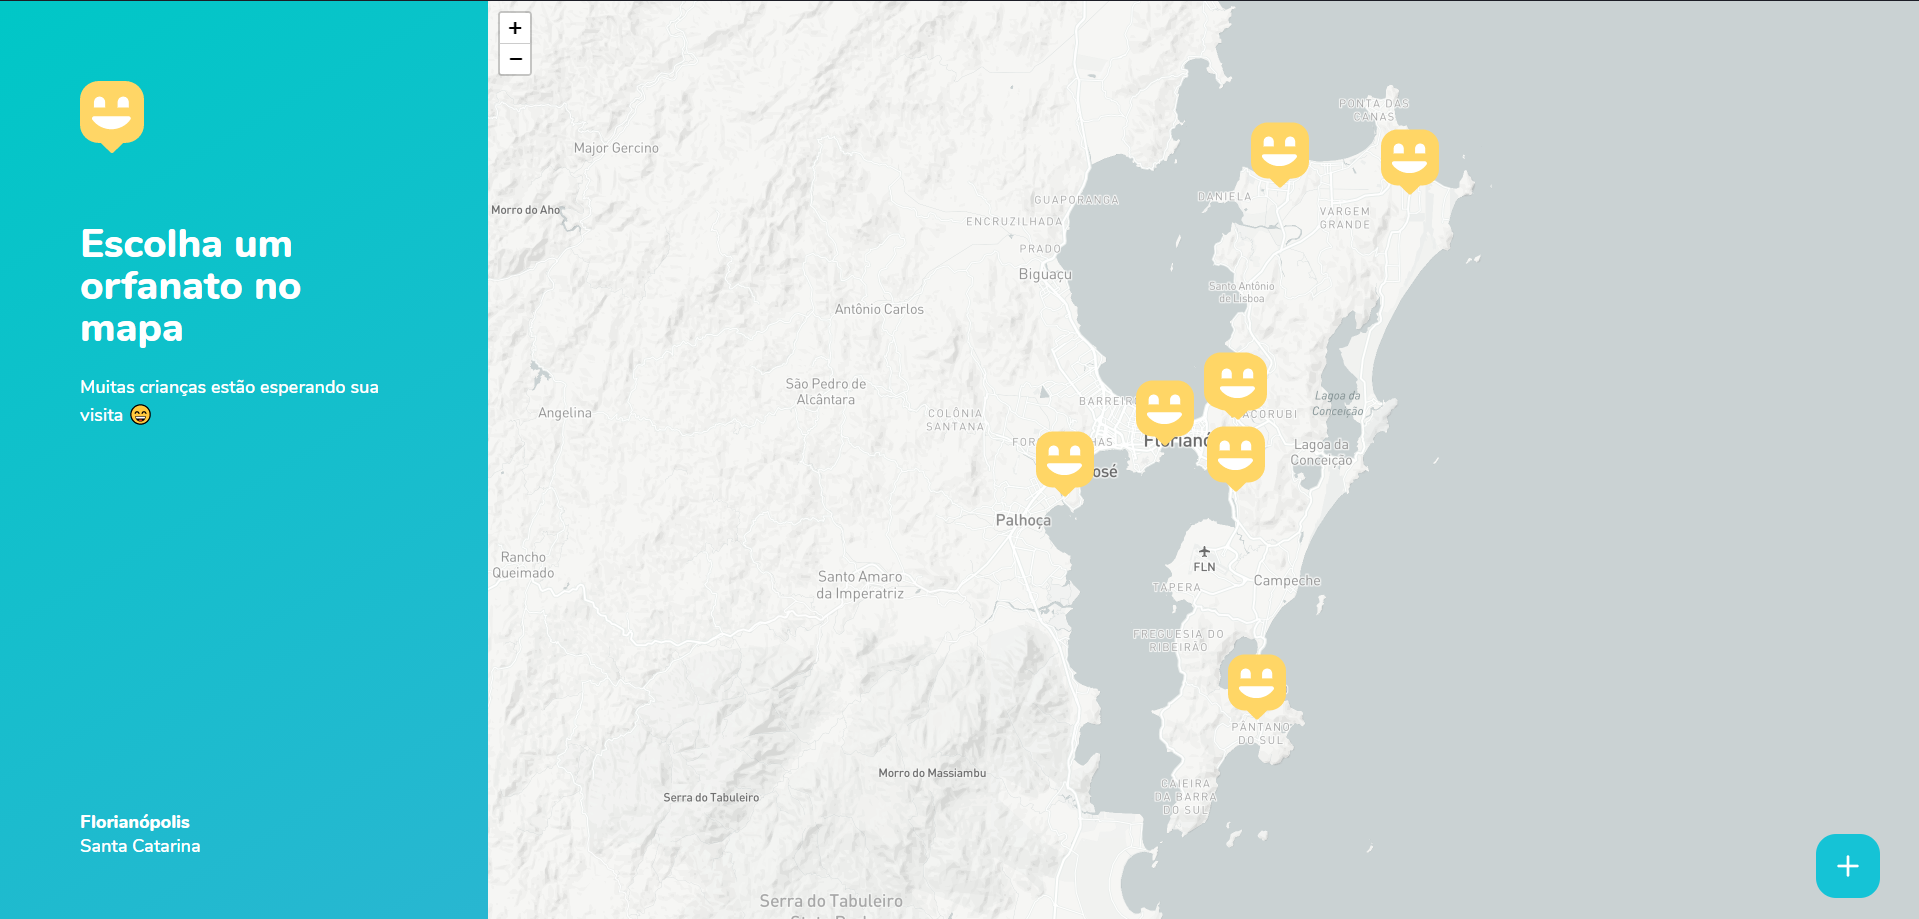 Escolha um
orfanato no
mapa
Muitas crianças estão esperando sua
visita 😄
Florianópolis
Santa Catarina
+
−
PONTA DAS
CANAS
Major Gercino
DANIELA
GUAPORANGA
Morro do Aho
VARGEM
GRANDE
ENCRUZILHADA
PRADO
Biguaçu
Santo Antônio
de Lisboa
Antônio Carlos
São Pedro de
Alcântara
Angelina
COLÔNIA
SANTANA
BARREIR
ACORUBI
Lagoa da
Conceição
FOR
HAS
Florianó
Lagoa da
Conceição
osé
Palhoça
Rancho
Queimado
FLN
Santo Amaro
da Imperatriz
TAPERA
Campeche
FREGUESIA DO
RIBEIRÃO
PÂNTANO
DO SUL
Morro do Massiambu
Serra do Tabuleiro
CAIEIRA
DA BARRA
DO SUL
Serra do Tabuleiro
+